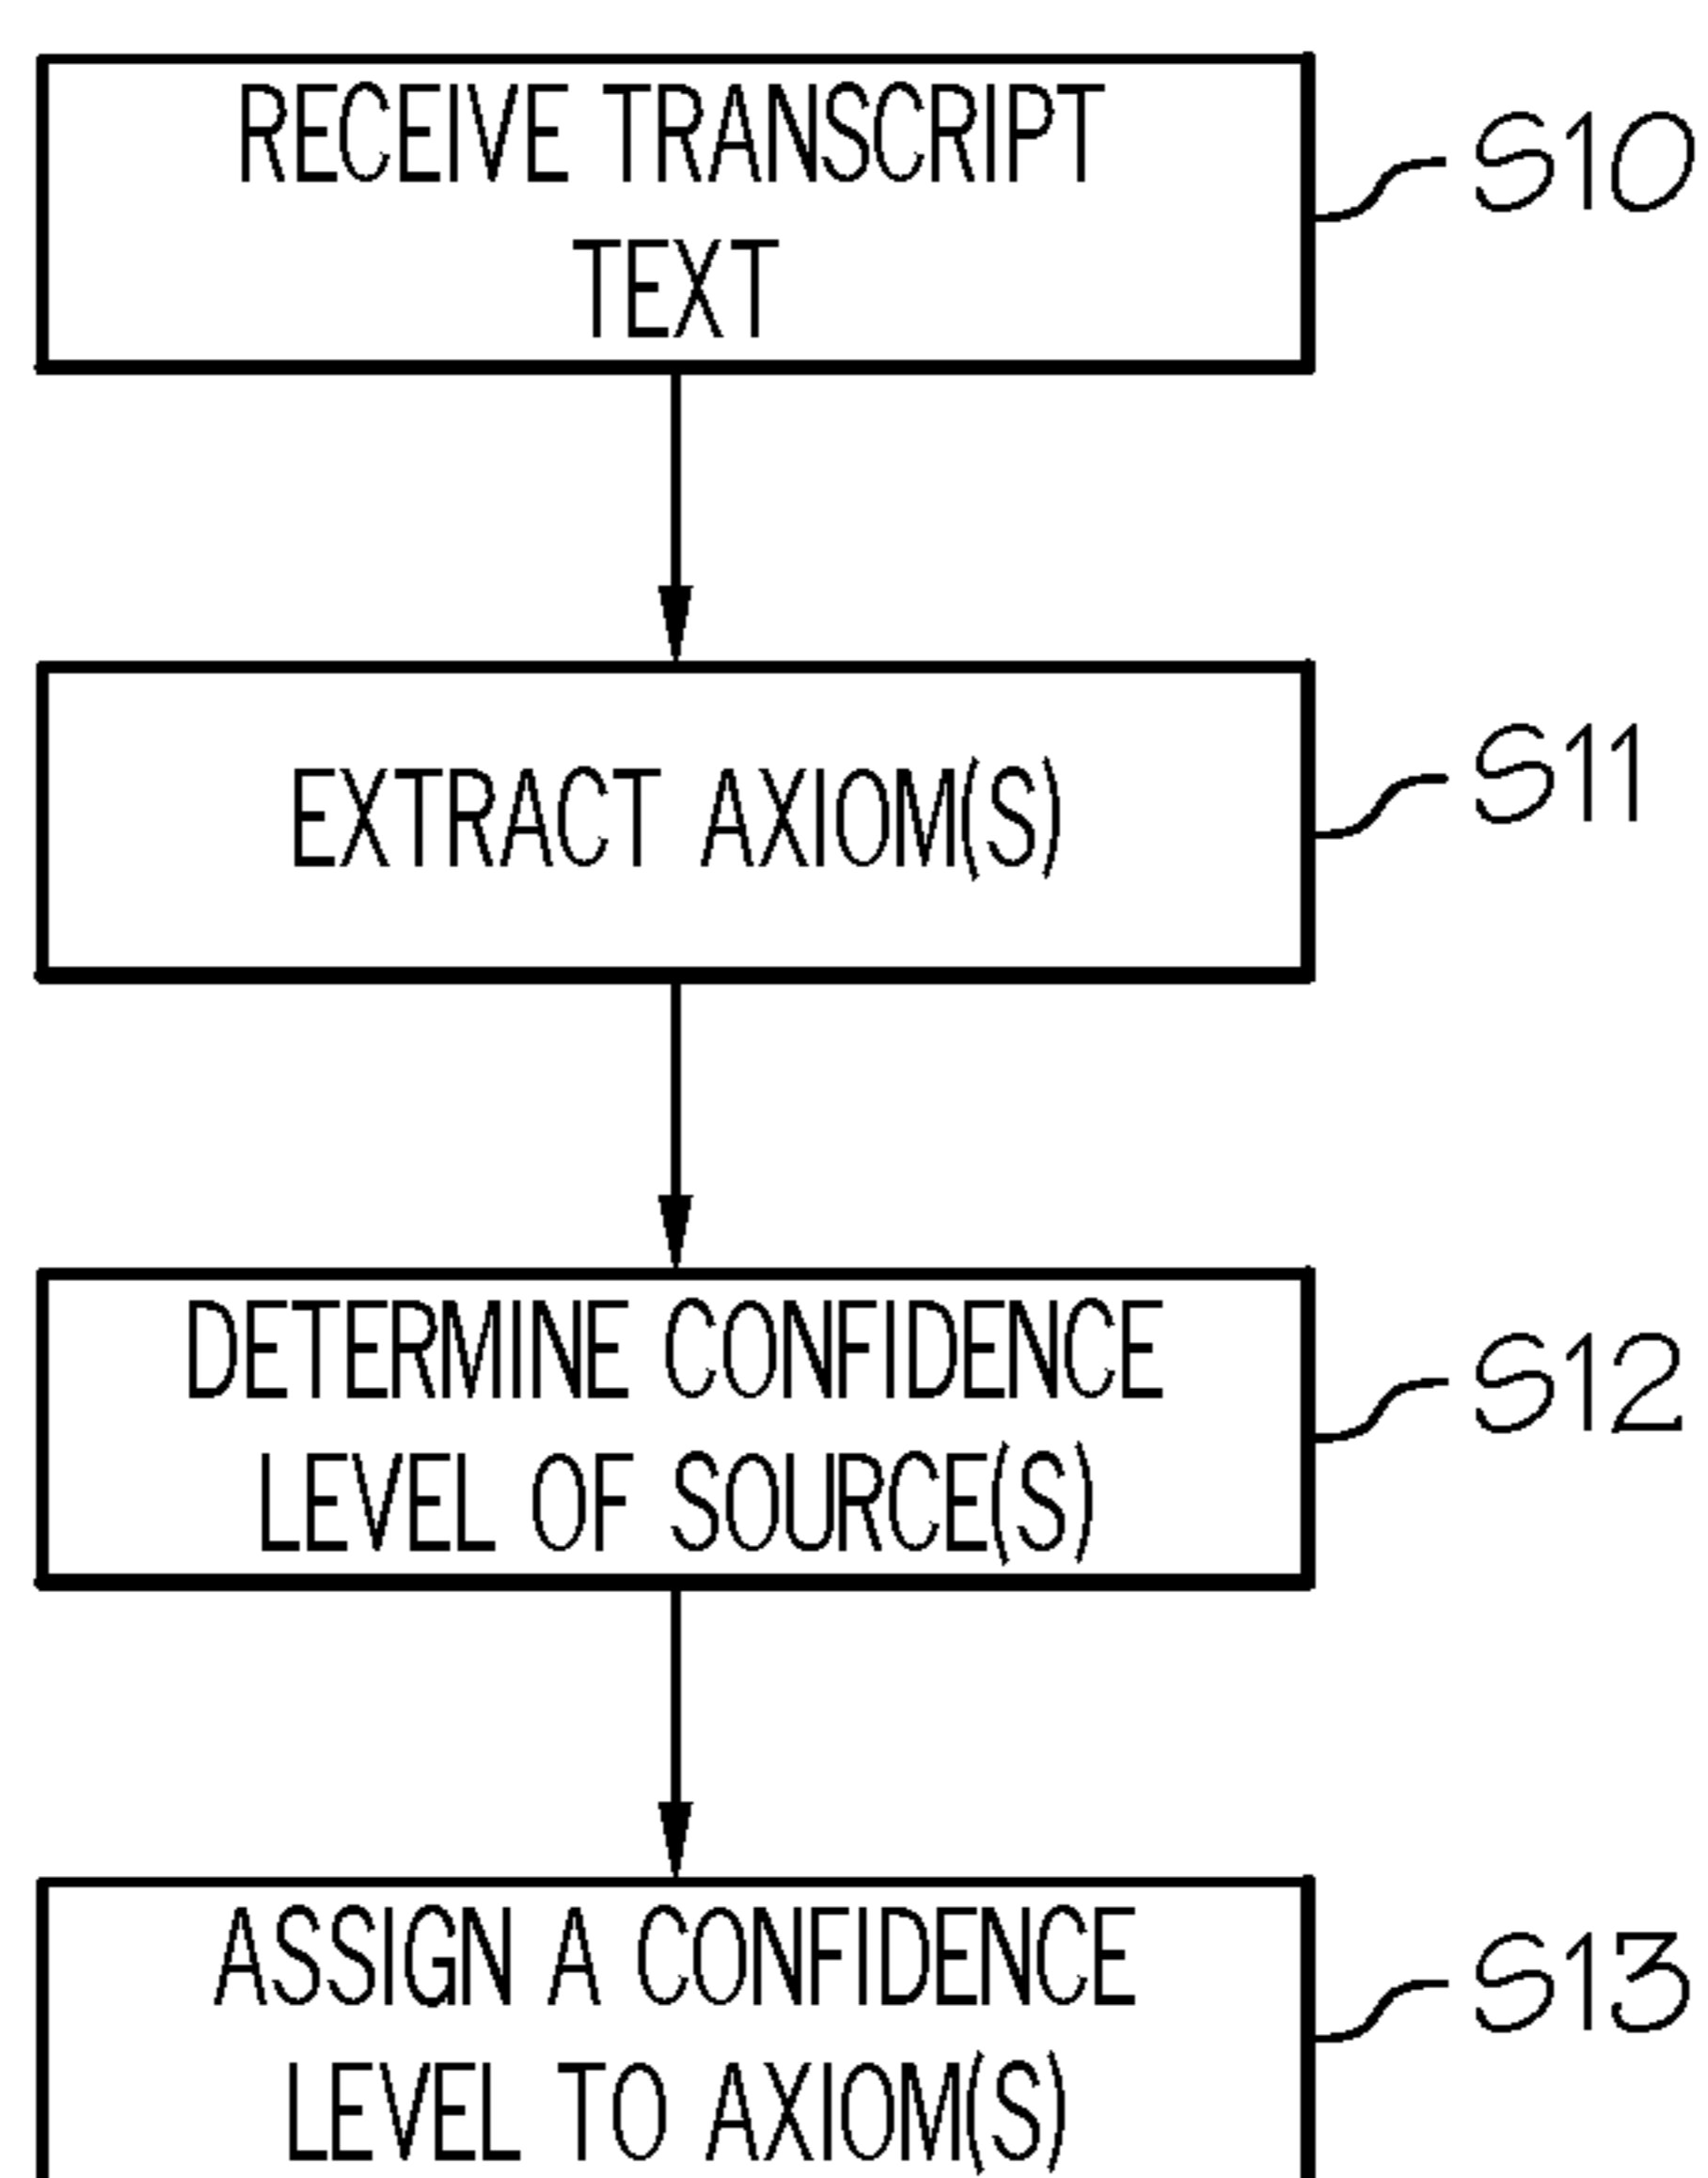 RECEIVE TRANSCRIPT
TEXT
S10
EXTRACT AXIOM(S)
S11
DETERMINE CONFIDENCE
LEVEL OF SOURCE(S)
S12
ASSIGN A CONFIDENCE
LEVEL TO AXIOM(S)
S13